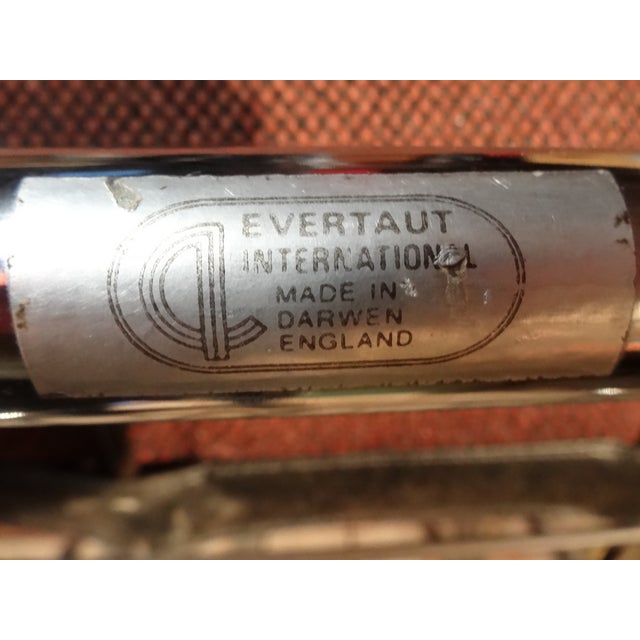 EVERTAUT
INTERNATIONAL
MADE IN
DARWEN
ENGLAND